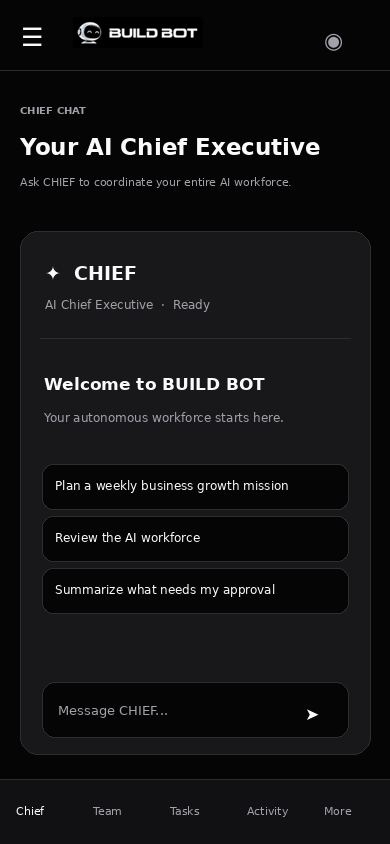 BUILD BOT
CHIEF CHAT
Your AI Chief Executive
Ask CHIEF to coordinate your entire AI workforce.
CHIEF
AI Chief Executive · Ready
Welcome to BUILD BOT
Your autonomous workforce starts here.
Plan a weekly business growth mission
Review the AI workforce
Summarize what needs my approval
Message CHIEF...
Chief Team Tasks Activity More